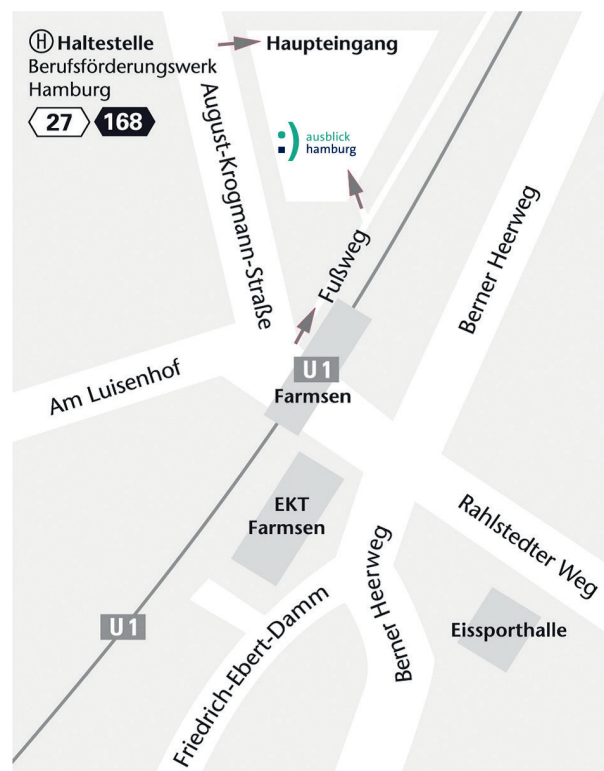 H Haltestelle
Berufsförderungswerk
Hamburg
27 168
Haupteingang
August-Krogmann-Straße
:) ausblick
hamburg
Fußweg
Berner Heerweg
Am Luisenhof
U1
Farmsen
EKT
Farmsen
Rahlstedter Weg
Berner Heerweg
Eissporthalle
U1
Friedrich-Ebert-Damm